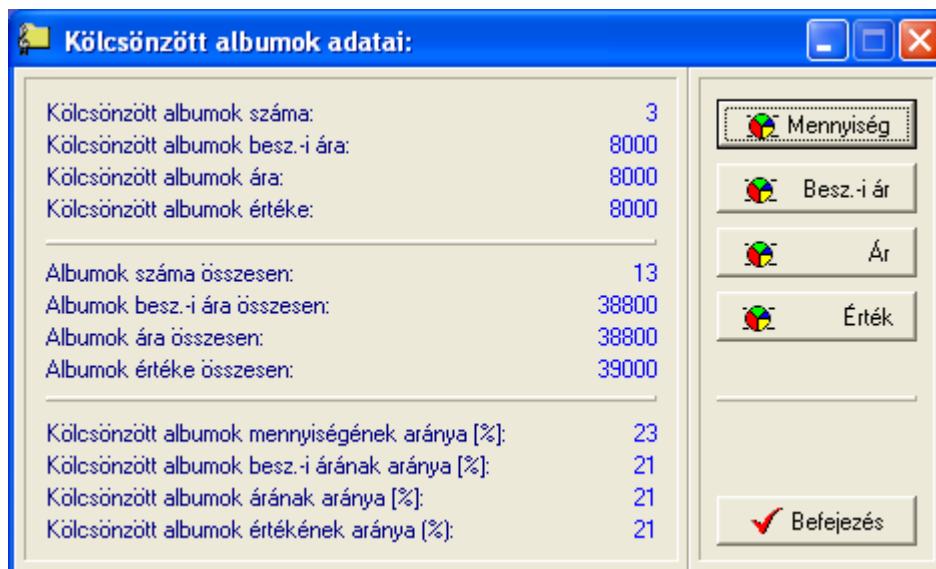 Kölcsönzött albumok adatai:
Kölcsönzött albumok száma: 3
Kölcsönzött albumok besz.-i ára: 8000
Kölcsönzött albumok ára: 8000
Kölcsönzött albumok értéke: 8000
Albumok száma összesen: 13
Albumok besz.-i ára összesen: 38800
Albumok ára összesen: 38800
Albumok értéke összesen: 39000
Kölcsönzött albumok mennyiségének aránya [%]: 23
Kölcsönzött albumok besz.-i árának aránya [%]: 21
Kölcsönzött albumok árának aránya [%]: 21
Kölcsönzött albumok értékének aránya (%): 21
Mennyiség
Besz.-i ár
Ár
Érték
Befejezés